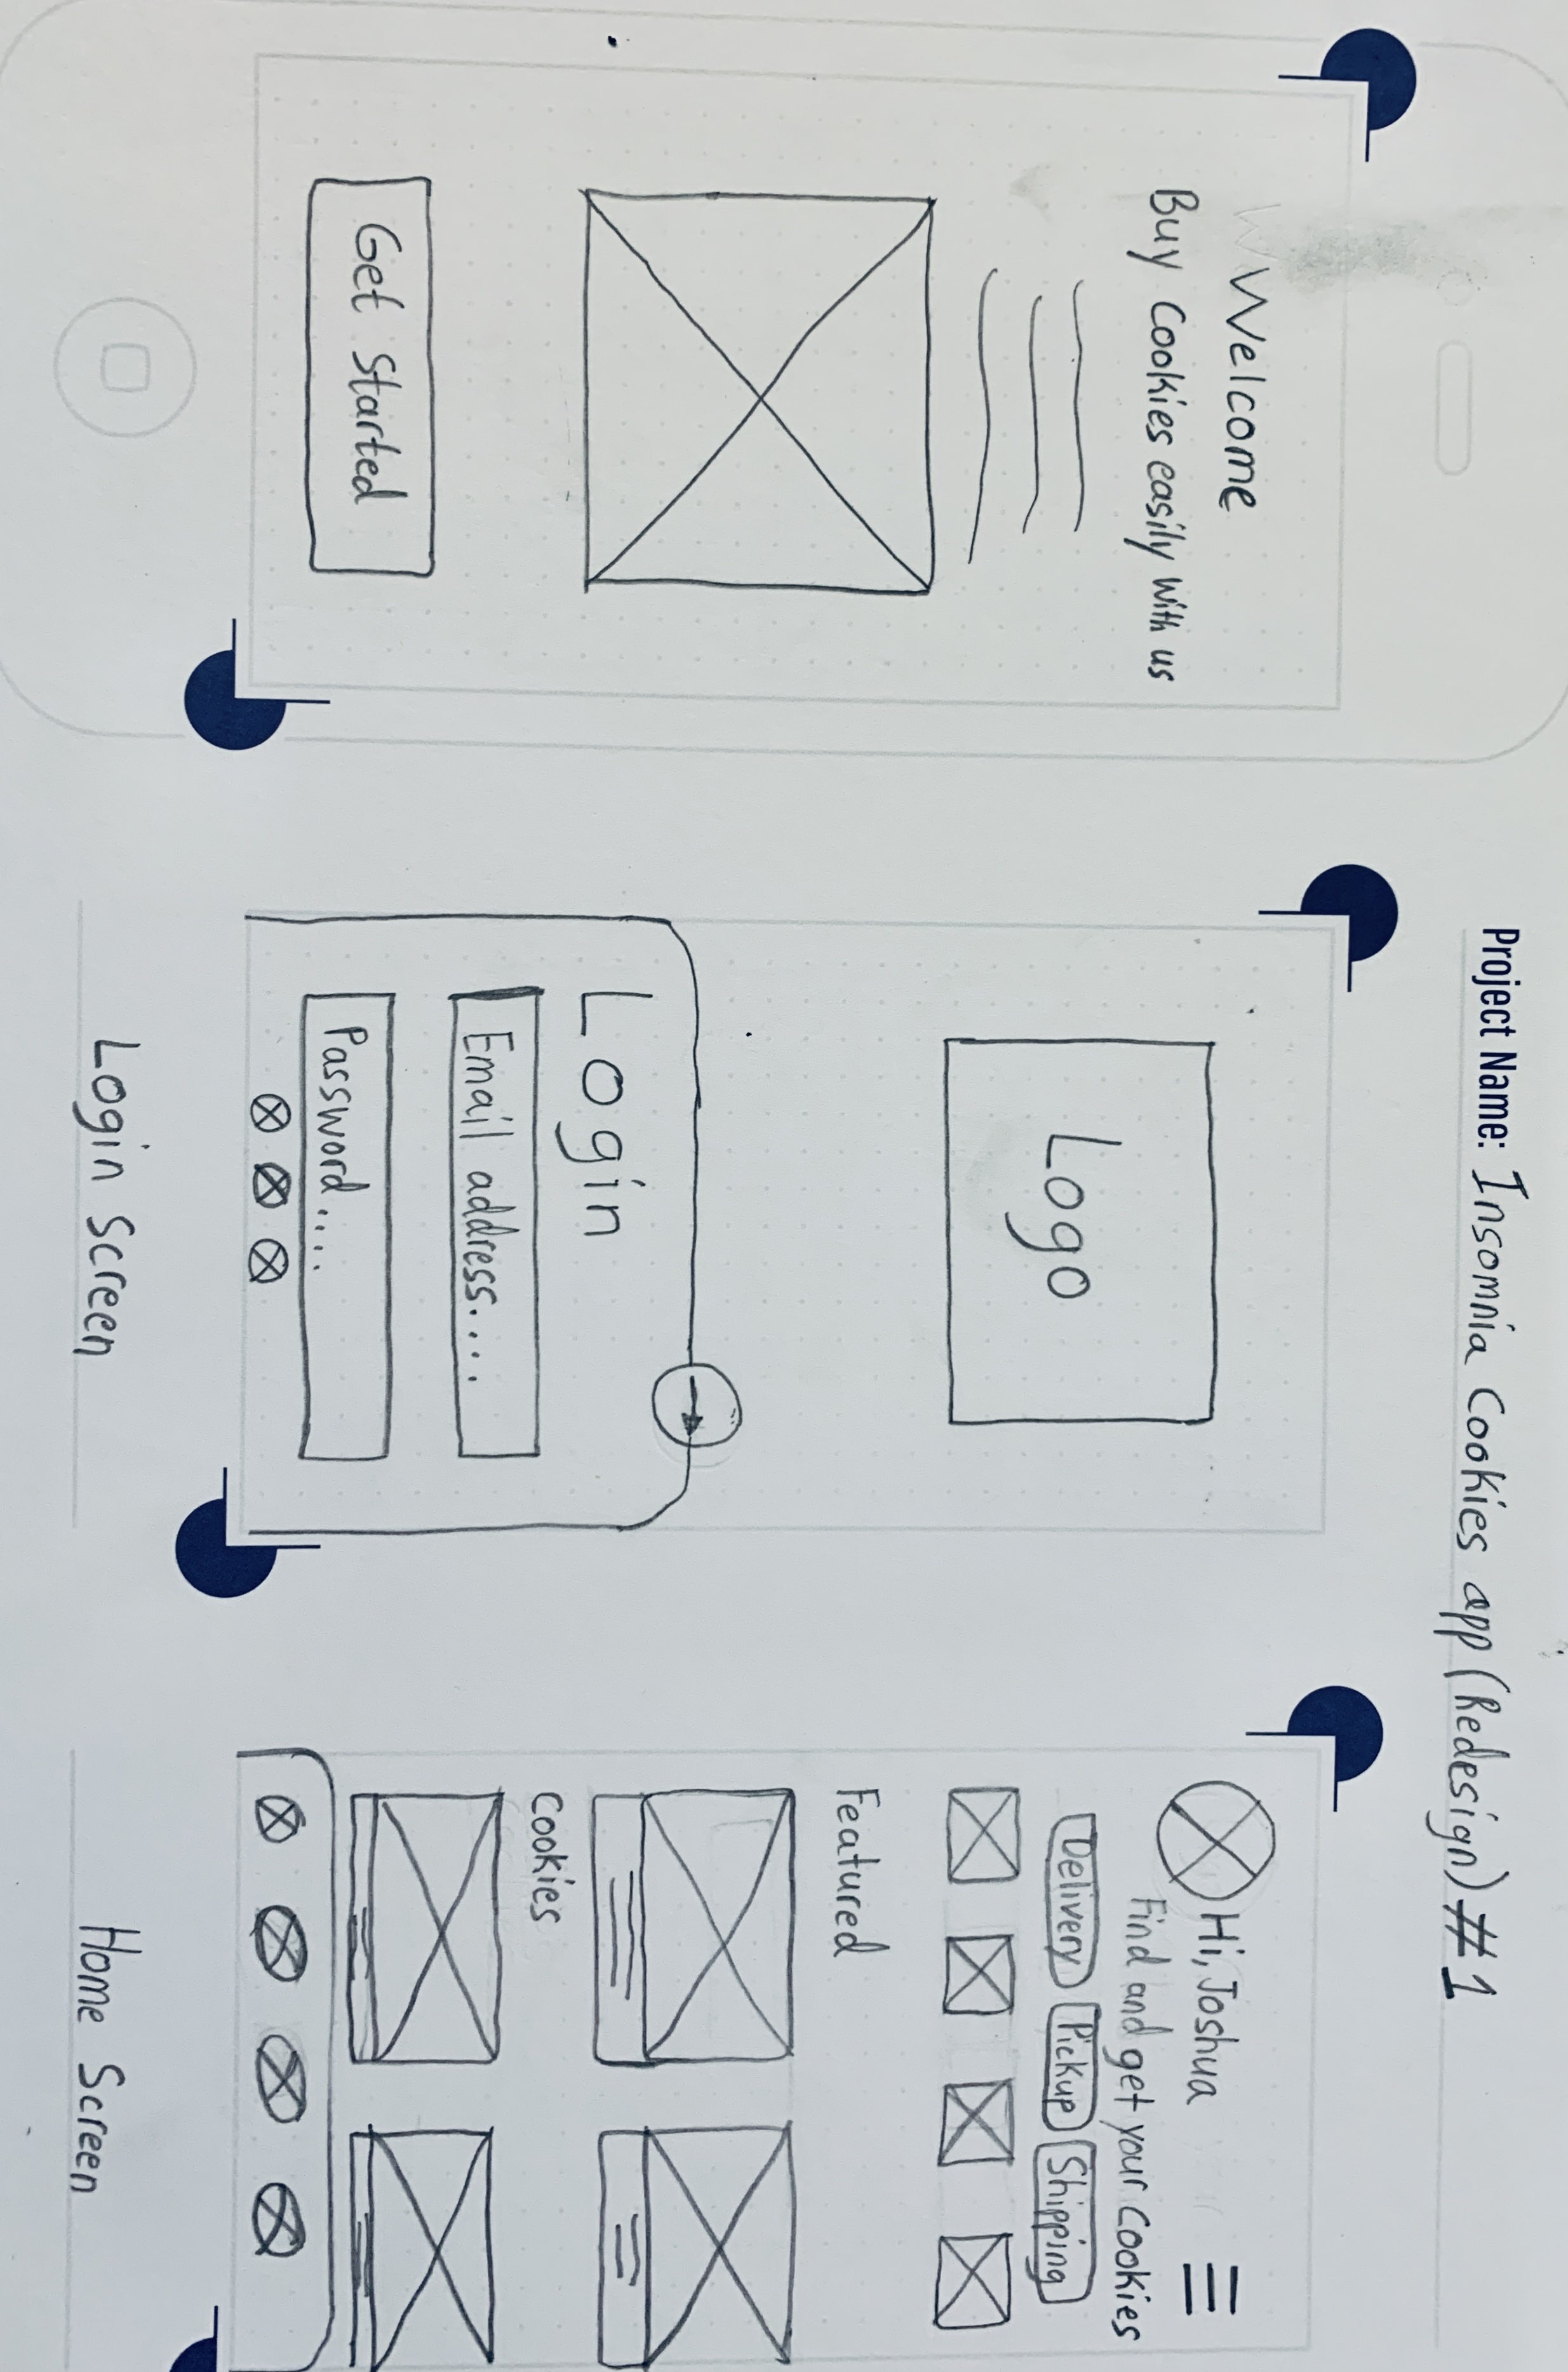 Project Name: Insomnia Cookies app (Redesign) #1
Welcome
Buy Cookies easily with us
Get Started
Logo
Login
Email address....
Password....
Login Screen
Hi, Joshua
Find and get your Cookies
Delivery Pickup Shipping
Featured
Cookies
Home Screen